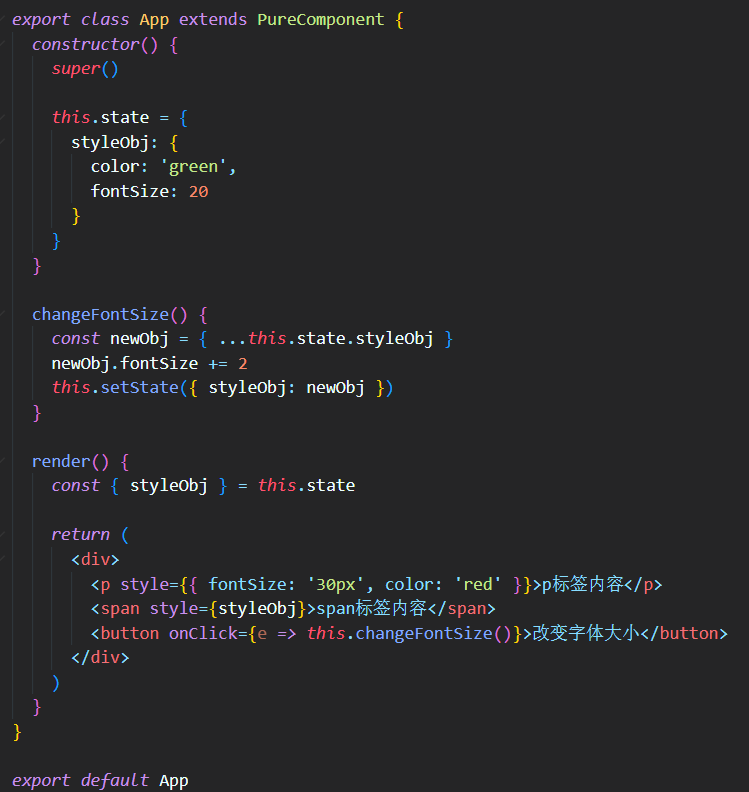 export class App extends PureComponent {
  constructor() {
    super()

    this.state = {
      styleObj: {
        color: 'green',
        fontSize: 20
      }
    }
  }

  changeFontSize() {
    const newObj = { ...this.state.styleObj }
    newObj.fontSize += 2
    this.setState({ styleObj: newObj })
  }

  render() {
    const { styleObj } = this.state

    return (
      <div>
        <p style={{ fontSize: '30px', color: 'red' }}>p标签内容</p>
        <span style={styleObj}>span标签内容</span>
        <button onClick={e => this.changeFontSize()}>改变字体大小</button>
      </div>
    )
  }
}

export default App